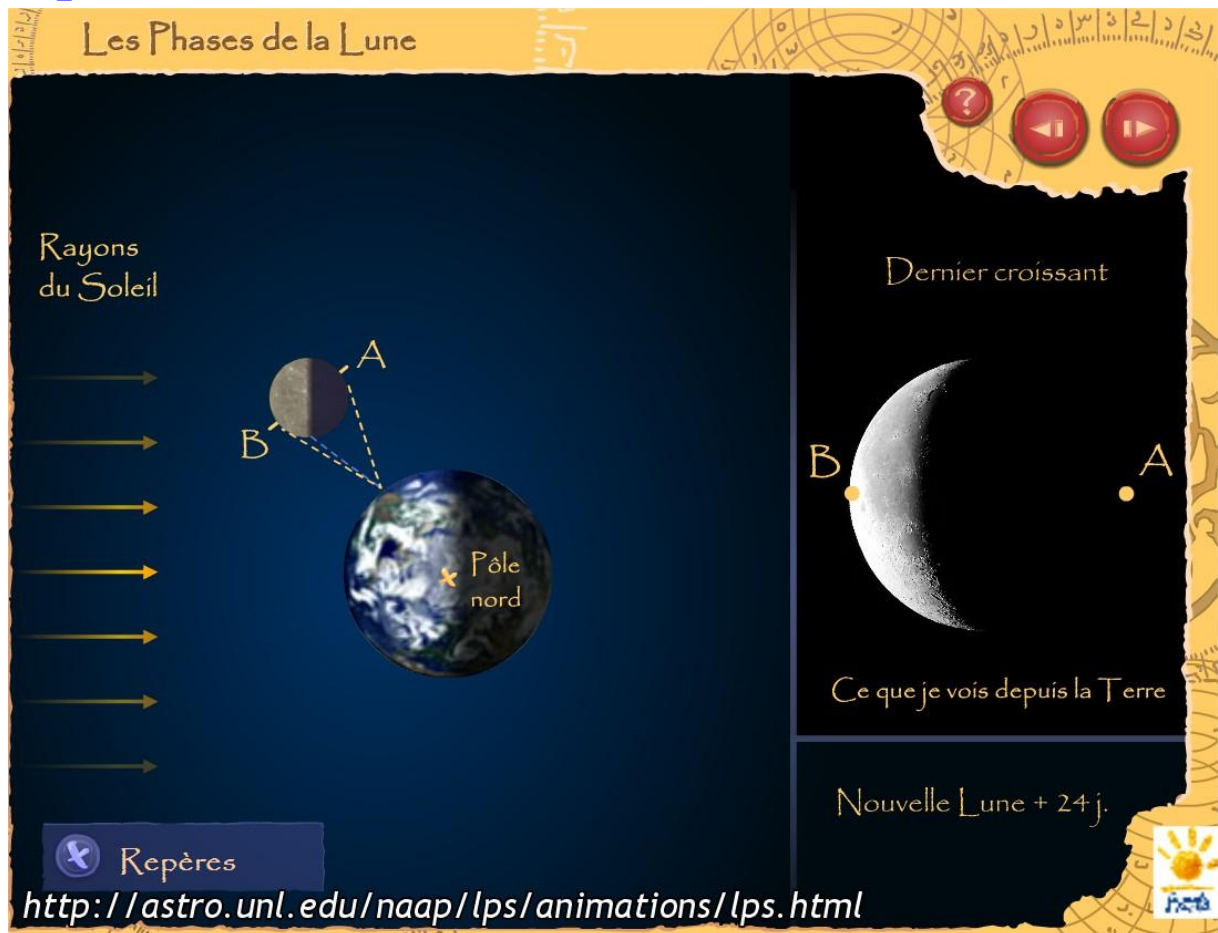 Les Phases de la Lune
?
Rayons
du Soleil
A
B
Pôle
nord
Dernier croissant
B
A
Ce que je vois depuis la Terre
Nouvelle Lune + 24 j.
Repères
http://astro.unl.edu/naap/lps/animations/lps.html